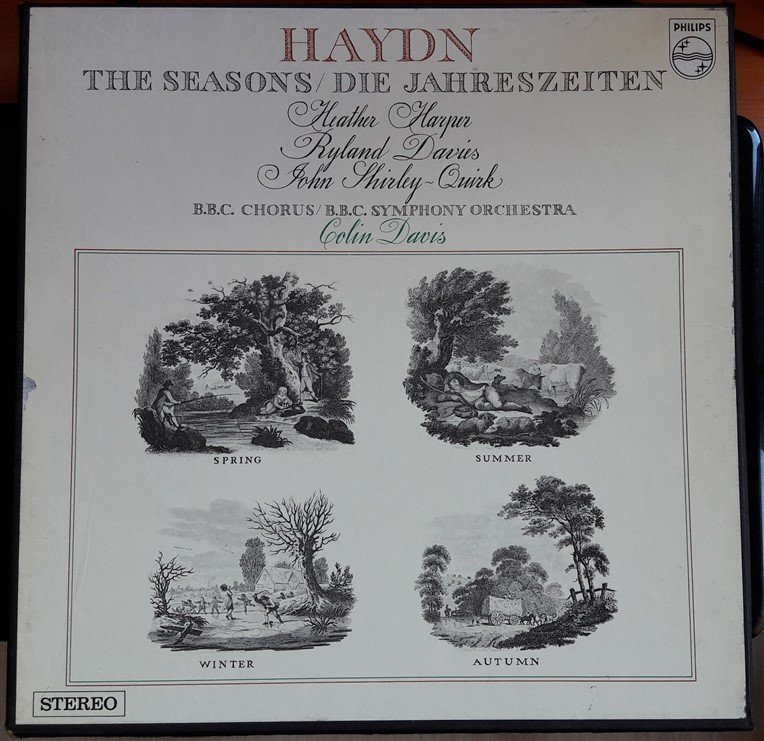 PHILIPS
HAYDN
THE SEASONS/DIE JAHRESZEITEN
Heather Harper
Ryland Davies
John Shirley-Quirk
B.B.C. CHORUS/B.B.C. SYMPHONY ORCHESTRA
Colin Davis
SPRING
SUMMER
WINTER
AUTUMN
STEREO